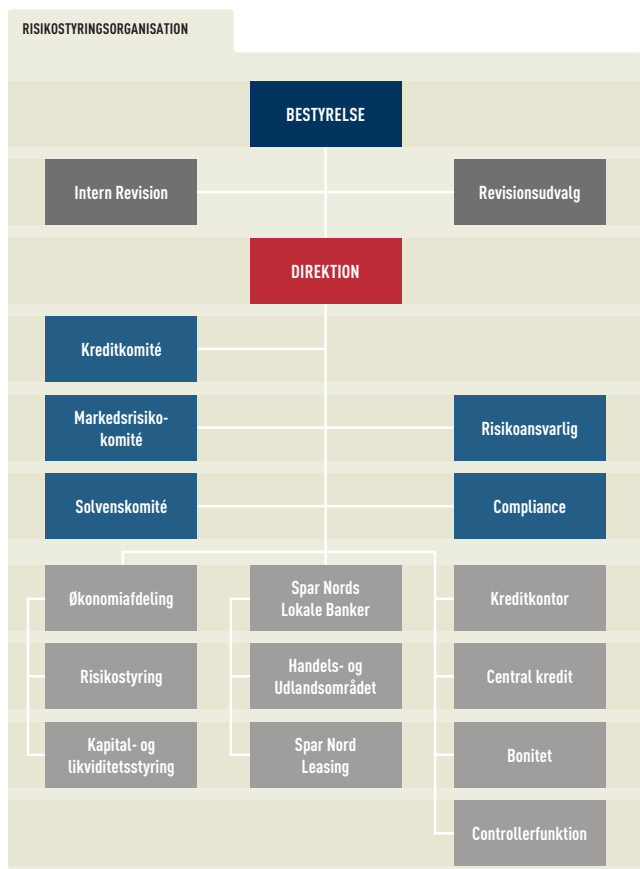 RISIKOSTYRINGSORGANISATION
BESTYRELSE
Intern Revision
Revisionsudvalg
DIREKTION
Kreditkomité
Markedsrisiko-
komité
Risikoansvarlig
Solvenskomité
Compliance
Økonomiafdeling
Spar Nords
Lokale Banker
Kreditkontor
Risikostyring
Handels- og
Udlandsområdet
Central kredit
Kapital- og
likviditetsstyring
Spar Nord
Leasing
Bonitet
Controllerfunktion